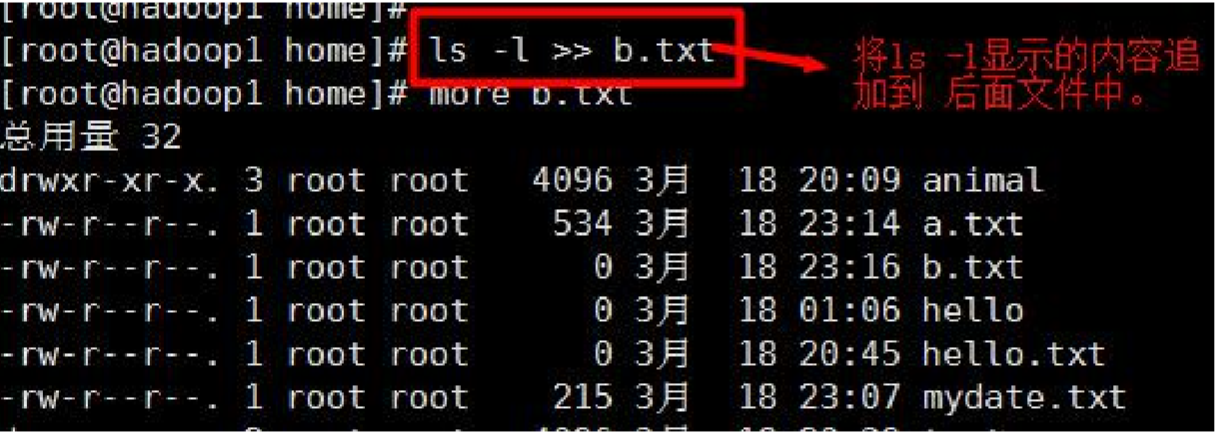 [root@hadoop1 home]#
[root@hadoop1 home]# ls -l >> b.txt
将ls -l显示的内容追
加到 后面文件中。
[root@hadoop1 home]# more b.txt
总用量 32
drwxr-xr-x. 3 root root 4096 3月 18 20:09 animal
-rw-r--r--. 1 root root 534 3月 18 23:14 a.txt
-rw-r--r--. 1 root root 0 3月 18 23:16 b.txt
-rw-r--r--. 1 root root 0 3月 18 01:06 hello
-rw-r--r--. 1 root root 0 3月 18 20:45 hello.txt
-rw-r--r--. 1 root root 215 3月 18 23:07 mydate.txt